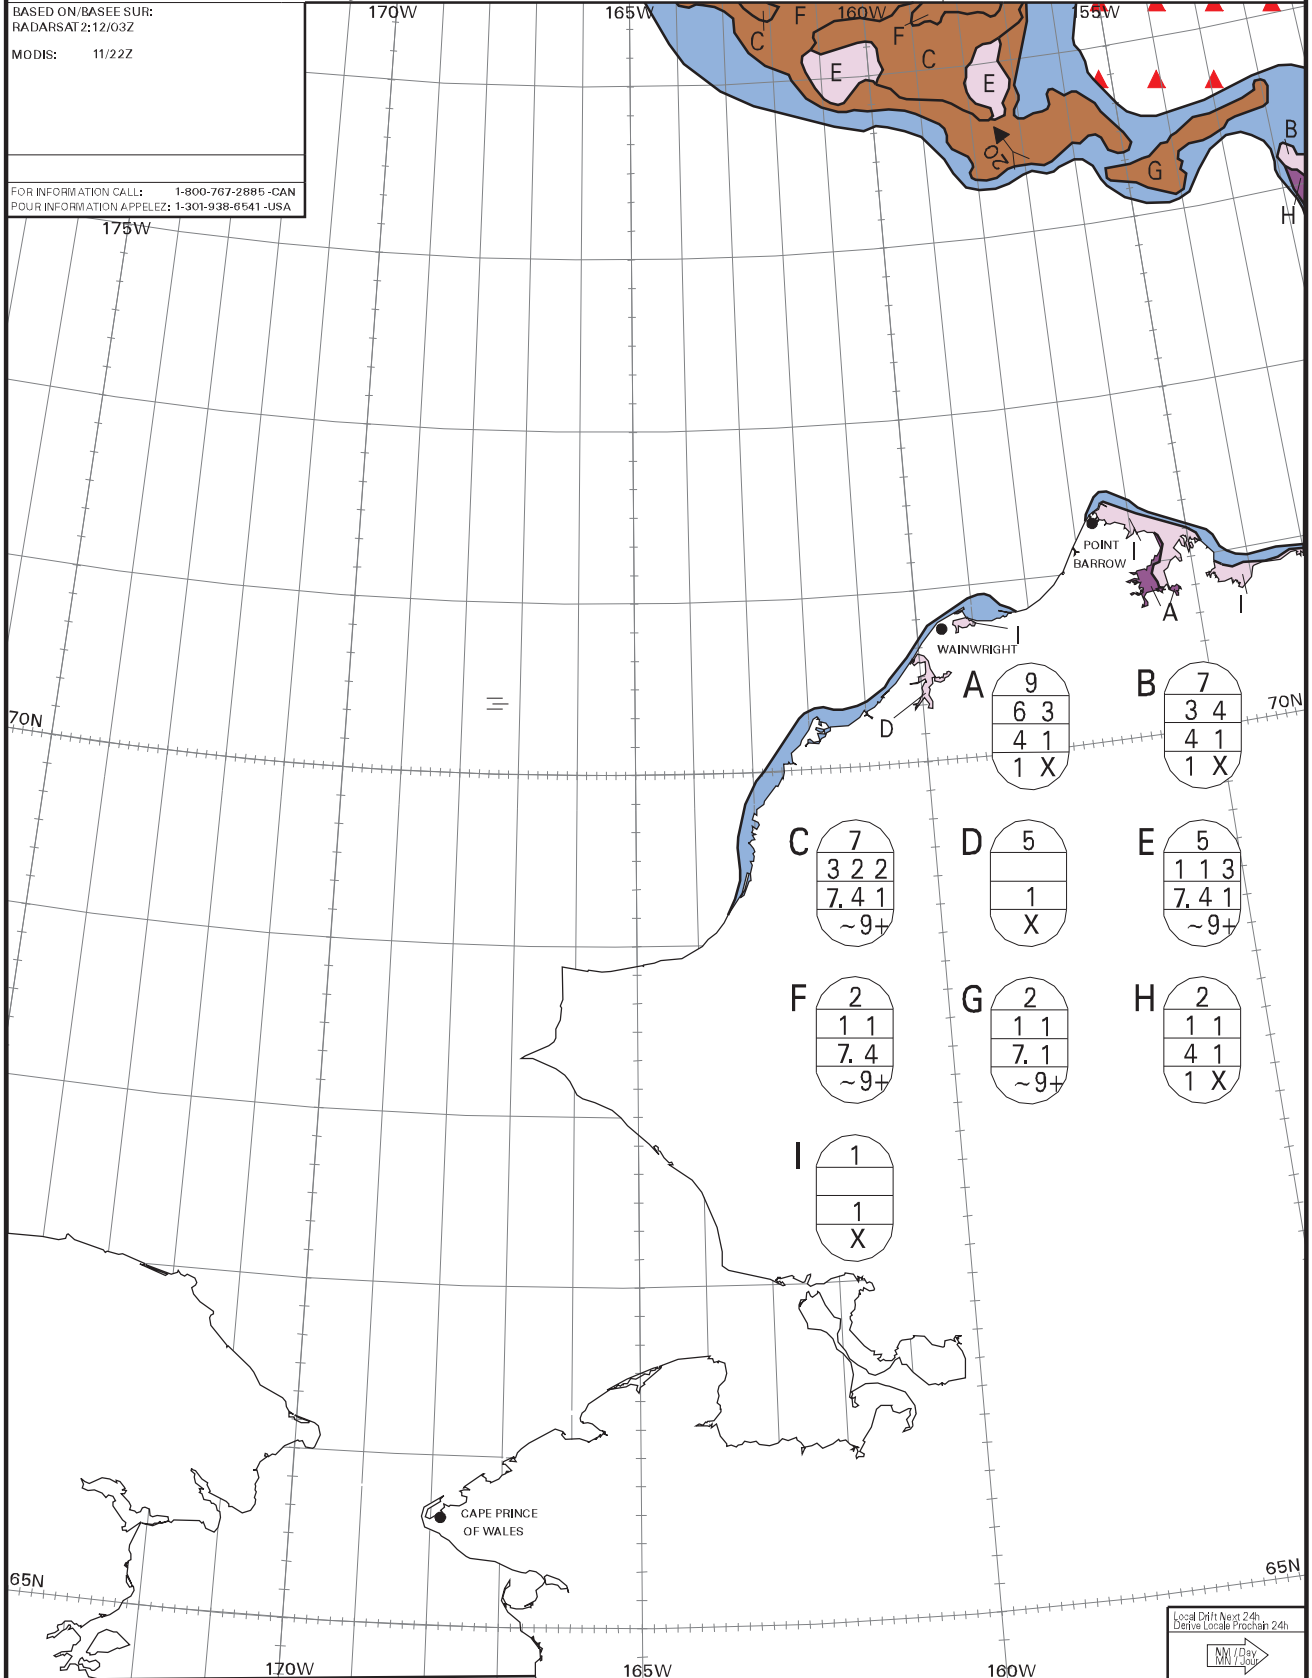 BASED ON/BASEE SUR:
RADARSAT2:12/03Z
MODIS: 11/22Z
FOR INFORMATION CALL: 1-800-767-2885 -CAN
POUR INFORMATION APPELEZ: 1-301-938-6541 -USA
170W
165W
160W
155W
175W
F
I
C
F
C
E
E
20
G
B
H
POINT
BARROW
I
A
I
WAINWRIGHT
I
D
70N
70N
A
9
6 3
4 1
1 X
B
7
3 4
4 1
1 X
C
7
3 2 2
7. 4 1
~9+
D
5
1
X
E
5
1 1 3
7. 4 1
~9+
F
2
1 1
7. 4
~9+
G
2
1 1
7. 1
~9+
H
2
1 1
4 1
1 X
I
1
1
X
CAPE PRINCE
OF WALES
65N
65N
170W
165W
160W
Local Drift Next 24h
Derive Locale Prochain 24h
NM / Day
MN / Jour